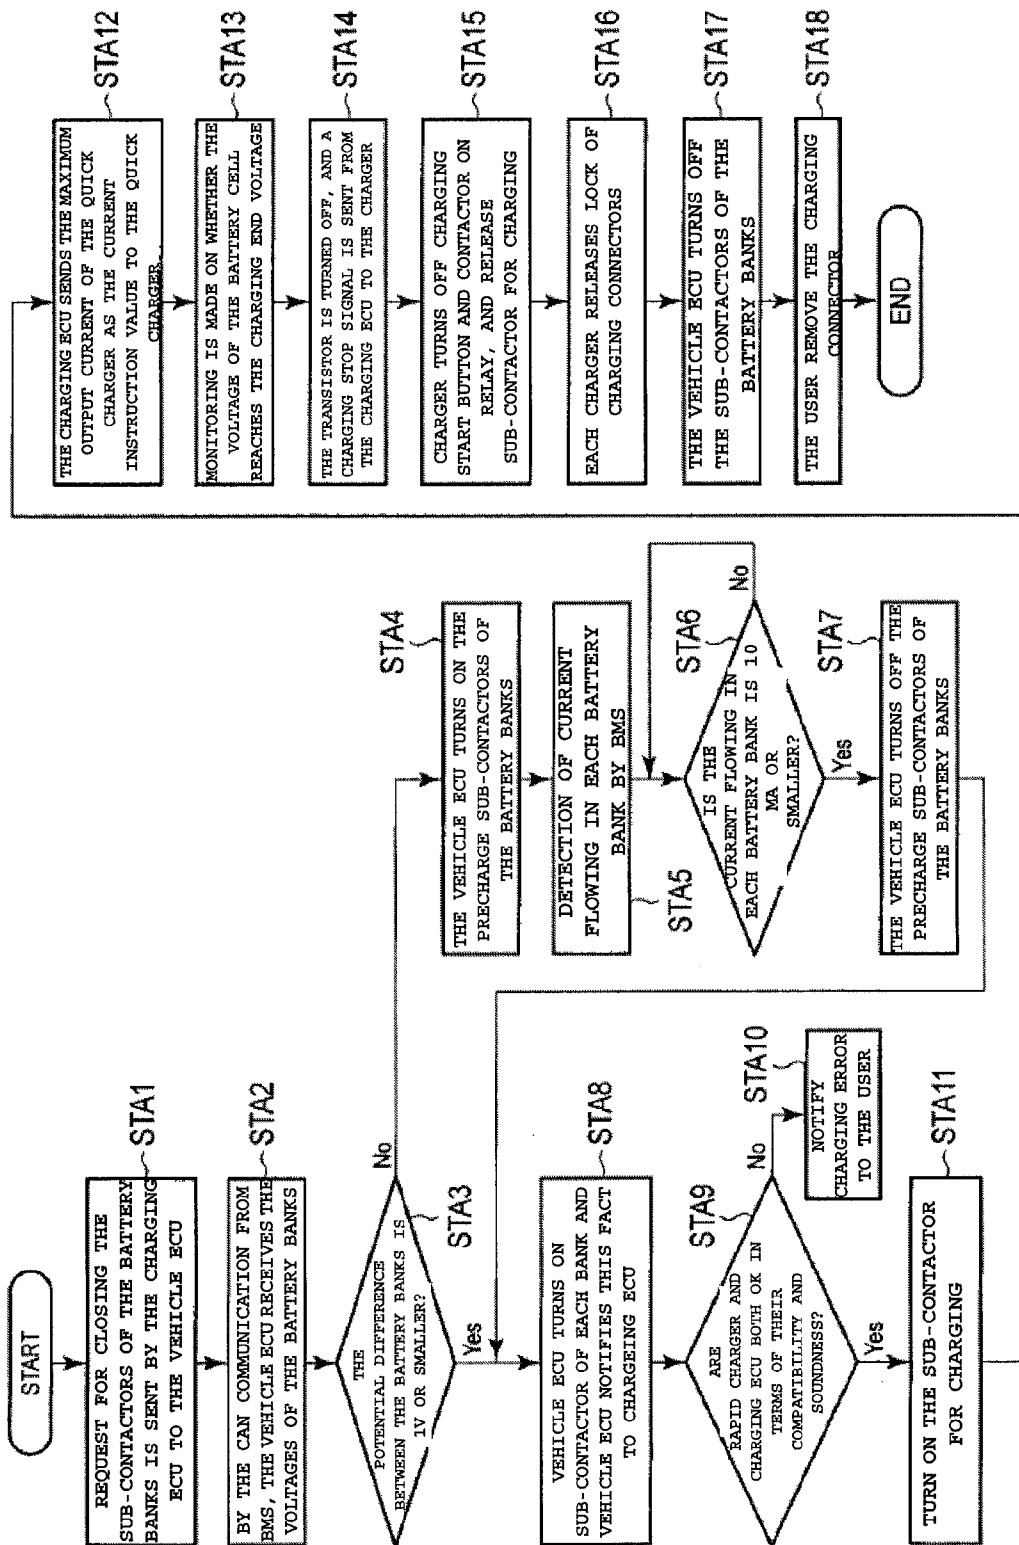 START
REQUEST FOR CLOSING THE
SUB-CONTACTORS OF THE BATTERY
BANKS IS SENT BY THE CHARGING
ECU TO THE VEHICLE ECU
STA1
BY THE CAN COMMUNICATION FROM
BMS, THE VEHICLE ECU RECEIVES THE
VOLTAGES OF THE BATTERY BANKS
STA2
THE
POTENTIAL DIFFERENCE
BETWEEN THE BATTERY BANKS IS
1V OR SMALLER?
STA3
No
Yes
THE VEHICLE ECU TURNS ON THE
PRECHARGE SUB-CONTACTORS OF
THE BATTERY BANKS
STA4
DETECTION OF CURRENT
FLOWING IN EACH BATTERY
BANK BY BMS
STA5
IS THE
CURRENT FLOWING IN
EACH BATTERY BANK IS 10
MA OR
SMALLER?
STA6
No
Yes
THE VEHICLE ECU TURNS OFF THE
PRECHARGE SUB-CONTACTORS OF
THE BATTERY BANKS
STA7
VEHICLE ECU TURNS ON
SUB-CONTACTOR OF EACH BANK AND
VEHICLE ECU NOTIFIES THIS FACT
TO CHARGEING ECU
STA8
ARE
RAPID CHARGER AND
CHARGING ECU BOTH OK IN
TERMS OF THEIR
COMPATIBILITY AND
SOUNDNESS?
STA9
No
Yes
NOTIFY
CHARGING ERROR
TO THE USER
STA10
TURN ON THE SUB-CONTACTOR
FOR CHARGING
STA11
THE CHARGING ECU SENDS THE MAXIMUM
OUTPUT CURRENT OF THE QUICK
CHARGER AS THE CURRENT
INSTRUCTION VALUE TO THE QUICK
CHARGER.
STA12
MONITORING IS MADE ON WHETHER THE
VOLTAGE OF THE BATTERY CELL
REACHES THE CHARGING END VOLTAGE
STA13
THE TRANSISTOR IS TURNED OFF, AND A
CHARGING STOP SIGNAL IS SENT FROM
THE CHARGING ECU TO THE CHARGER
STA14
CHARGER TURNS OFF CHARGING
START BUTTON AND CONTACTOR ON
RELAY, AND RELEASE
SUB-CONTACTOR FOR CHARGING
STA15
EACH CHARGER RELEASES LOCK OF
CHARGING CONNECTORS
STA16
THE VEHICLE ECU TURNS OFF
THE SUB-CONTACTORS OF THE
BATTERY BANKS
STA17
THE USER REMOVE THE CHARGING
CONNECTOR
STA18
END